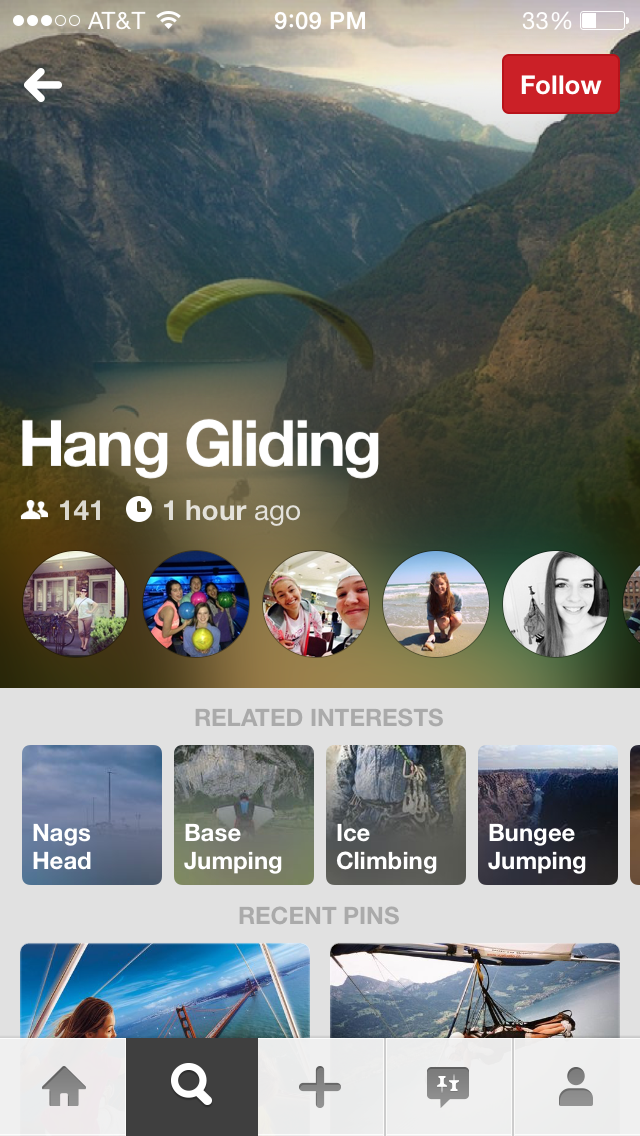 AT&T 9:09 PM 33%
Follow
Hang Gliding
141 1 hour ago
RELATED INTERESTS
Nags Head
Base Jumping
Ice Climbing
Bungee Jumping
RECENT PINS